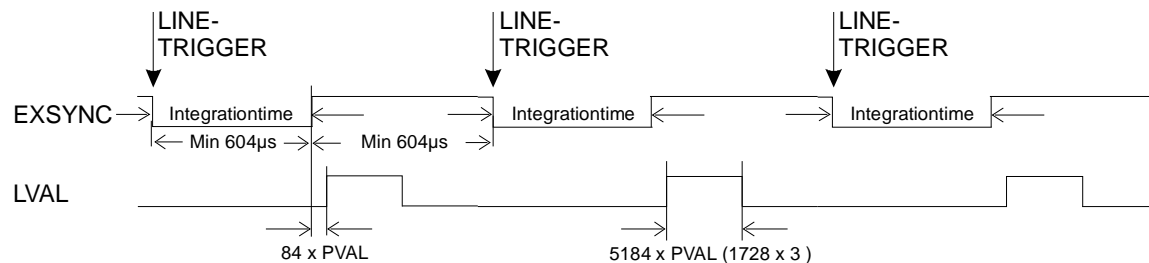 LINE-
TRIGGER
LINE-
TRIGGER
LINE-
TRIGGER
EXSYNC
Integrationtime
Integrationtime
Integrationtime
Min 604µs
Min 604µs
LVAL
84 x PVAL
5184 x PVAL (1728 x 3 )